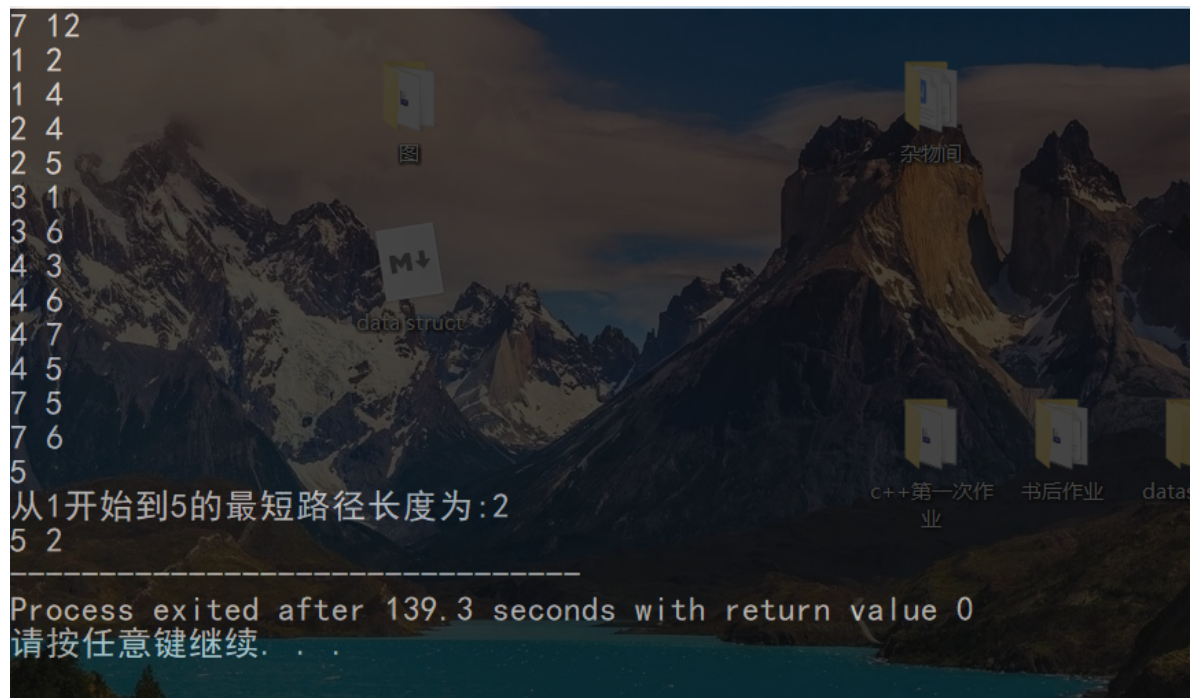 7 12
1 2
1 4
2 4
2 5
3 1
3 6
4 3
4 6
4 7
4 5
7 5
7 6
5
从1开始到5的最短路径长度为:2
5 2
--------------------------------
Process exited after 139.3 seconds with return value 0
请按任意键继续. . .
图
杂物间
M↓
data struct
c++第一次作
业
书后作业
datas